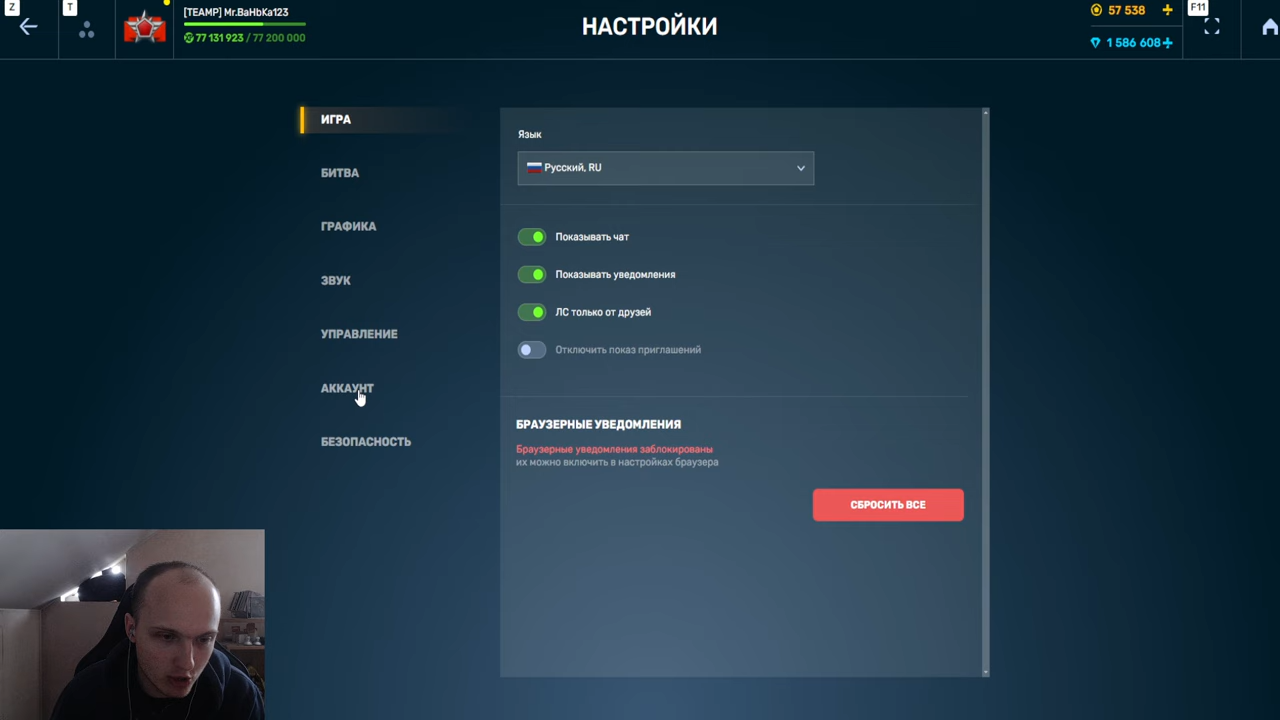 Z
T
[TEAMP] Mr.BaHbKa123
77 131 923 / 77 200 000
НАСТРОЙКИ
57 538
1 586 608
F11
ИГРА
БИТВА
ГРАФИКА
ЗВУК
УПРАВЛЕНИЕ
АККАУНТ
БЕЗОПАСНОСТЬ
Язык
Русский, RU
Показывать чат
Показывать уведомления
ЛС только от друзей
Отключить показ приглашений
БРАУЗЕРНЫЕ УВЕДОМЛЕНИЯ
Браузерные уведомления заблокированы
их можно включить в настройках браузера
СБРОСИТЬ ВСЕ